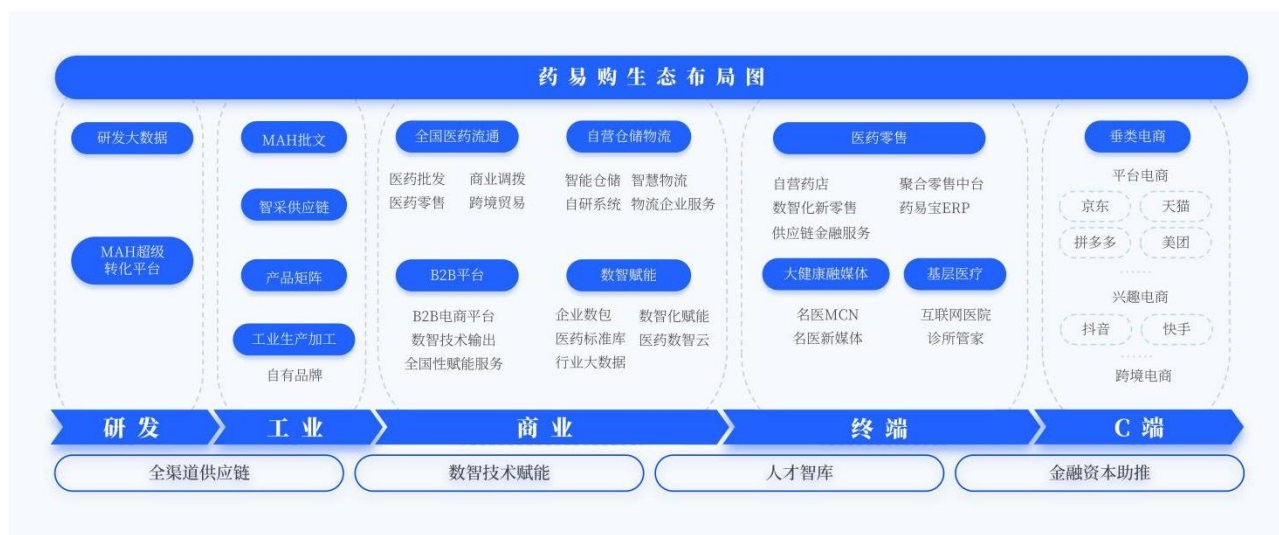 药易购生态布局图
研发大数据
MAH超级
转化平台
MAH批文
智采供应链
产品矩阵
工业生产加工
自有品牌
全国医药流通
医药批发 商业调拨
医药零售 跨境贸易
自营仓储物流
智能仓储 智慧物流
自研系统 物流企业服务
B2B平台
B2B电商平台
数智技术输出
全国性赋能服务
数智赋能
企业数包 数智化赋能
医药标准库 医药数智云
行业大数据
医药零售
自营药店 聚合零售中台
数智化新零售 药易宝ERP
供应链金融服务
大健康融媒体
名医MCN
名医新媒体
基层医疗
互联网医院
诊所管家
垂类电商
平台电商
京东 天猫
拼多多 美团
······
兴趣电商
抖音 快手
······
跨境电商
研发 工业 商业 终端 C端
全渠道供应链 数智技术赋能 人才智库 金融资本助推